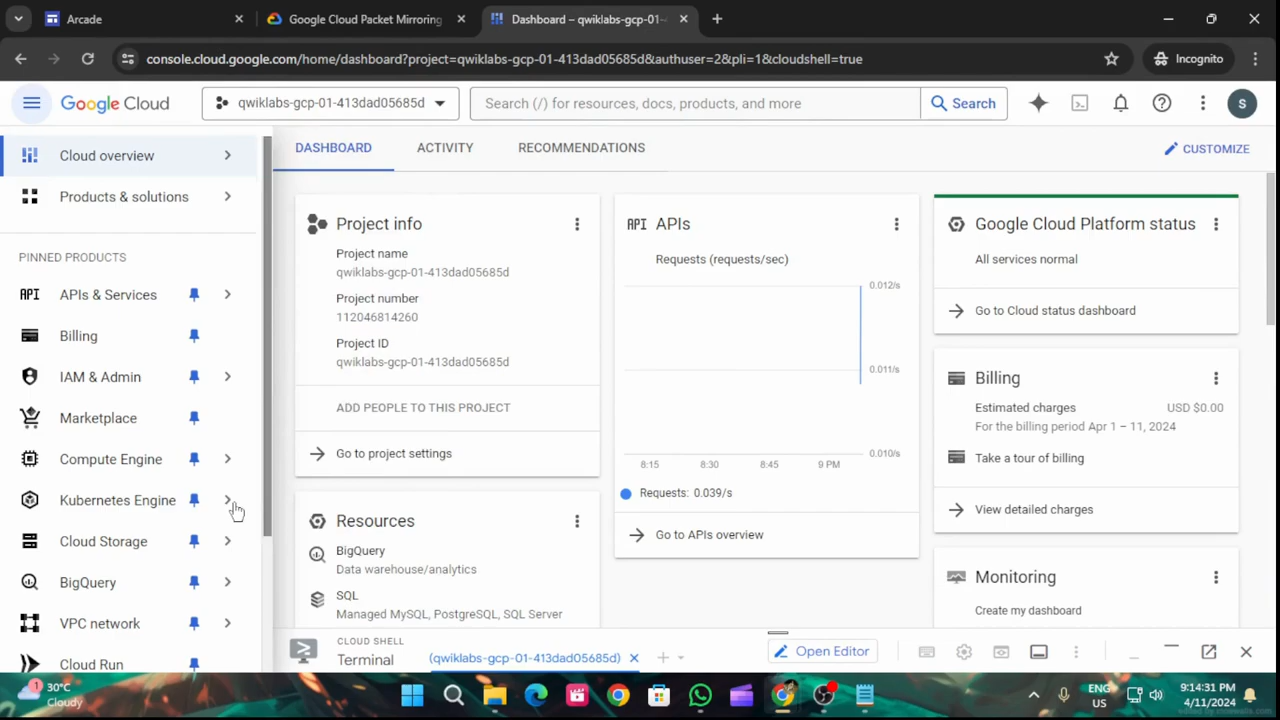 Arcade
Google Cloud Packet Mirroring
Dashboard – qwiklabs-gcp-01-
console.cloud.google.com/home/dashboard?project=qwiklabs-gcp-01-413dad05685d&authuser=2&pli=1&cloudshell=true
Incognito
Google Cloud
qwiklabs-gcp-01-413dad05685d
Search (/) for resources, docs, products, and more
Search
S
Cloud overview
Products & solutions
PINNED PRODUCTS
API APIs & Services
Billing
IAM & Admin
Marketplace
Compute Engine
Kubernetes Engine
Cloud Storage
BigQuery
VPC network
Cloud Run
DASHBOARD
ACTIVITY
RECOMMENDATIONS
CUSTOMIZE
Project info
Project name
qwiklabs-gcp-01-413dad05685d
Project number
112046814260
Project ID
qwiklabs-gcp-01-413dad05685d
ADD PEOPLE TO THIS PROJECT
Go to project settings
Resources
BigQuery
Data warehouse/analytics
SQL
Managed MySQL, PostgreSQL, SQL Server
API APIs
Requests (requests/sec)
0.012/s
0.011/s
0.010/s
8:15 8:30 8:45 9 PM
Requests: 0.039/s
Go to APIs overview
Google Cloud Platform status
All services normal
Go to Cloud status dashboard
Billing
Estimated charges USD $0.00
For the billing period Apr 1 – 11, 2024
Take a tour of billing
View detailed charges
Monitoring
Create my dashboard
CLOUD SHELL
Terminal
(qwiklabs-gcp-01-413dad05685d)
Open Editor
1
30°C
Cloudy
ENG
US
9:14:31 PM
4/11/2024